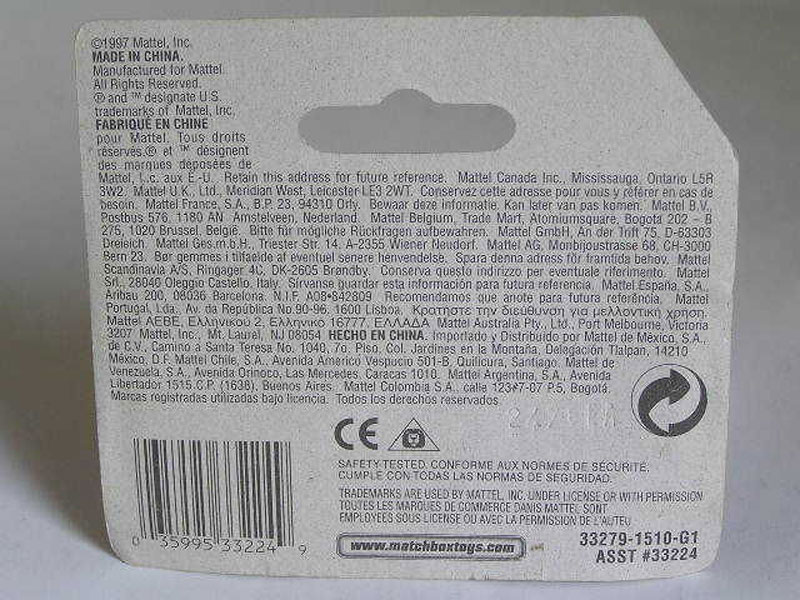 ©1997 Mattel, Inc.
MADE IN CHINA.
Manufactured for Mattel.
All Rights Reserved.
® and ™ designate U.S.
trademarks of Mattel, Inc.
FABRIQUÉ EN CHINE
pour Mattel. Tous droits
réservés.® et ™ désignent
des marques déposées de
Mattel, I..c. aux É.-U. Retain this address for future reference. Mattel Canada Inc., Mississauga, Ontario L5R
3W2. Mattel U.K., Ltd., Meridian West, Leicester LE3 2WT. Conservez cette adresse pour vous y référer en cas de
besoin. Mattel France, S.A., B.P. 23, 94310 Orly. Bewaar deze informatie. Kan later van pas komen. Mattel B.V.,
Postbus 576, 1180 AN Amstelveen, Nederland. Mattel Belgium, Trade Mart, Atomiumsquare, Bogota 202 - B
275, 1020 Brussel, België. Bitte für mögliche Rückfragen aufbewahren. Mattel GmbH, An der Trift 75, D-63303
Dreieich. Mattel Ges.m.b.H., Triester Str. 14, A-2355 Wiener Neudorf. Mattel AG, Monbijoustrasse 68, CH-3000
Bern 23. Bør gemmes i tilfælde af eventuel senere henvendelse. Spara denna adress för framtida behov. Mattel
Scandinavia A/S, Ringager 4C, DK-2605 Brøndby. Conserva questo indirizzo per eventuale riferimento. Mattel
Srl., 28040 Oleggio Castello, Italy. Sírvanse guardar esta información para futura referencia. Mattel España, S.A.,
Aribau 200, 08036 Barcelona. N.I.F. A08-842809 Recomendamos que anote para futura referência. Mattel
Portugal, Lda., Av. da República No.90-96, 1600 Lisboa. Κρατηστε την διεύθυνση για μελλοντική χρηση.
Mattel AEBE, Ελληνικού 2, Ελληνικό 16777, ΕΛΛΑΔΑ Mattel Australia Pty., Ltd., Port Melbourne, Victoria
3207 Mattel, Inc., Mt. Laurel, NJ 08054 HECHO EN CHINA. Importado y Distribuido por Mattel de México, S.A.,
de C.V., Camino a Santa Teresa No. 1040, 7o. Piso, Col. Jardines en la Montaña, Delegación Tlalpan, 14210
México, D.F. Mattel Chile, S.A., Avenida Américo Vespucio 501-B, Quilicura, Santiago. Mattel de
Venezuela, S.A., Avenida Orinoco, Las Mercedes, Caracas 1010. Mattel Argentina, S.A., Avenida
Libertador 1515.C.P. (1638), Buenos Aires. Mattel Colombia S.A., calle 123#7-07 P.5, Bogotá.
Marcas registradas utilizadas bajo licencia. Todos los derechos reservados.
CE
SAFETY TESTED. CONFORME AUX NORMES DE SÉCURITÉ.
CUMPLE CON TODAS LAS NORMAS DE SEGURIDAD.
TRADEMARKS ARE USED BY MATTEL, INC. UNDER LICENSE OR WITH PERMISSION
TOUTES LES MARQUES DE COMMERCE DANIS MATTEL SONT
EMPLOYÉES SOUS LICENSE OU AVEC LA PERMISSION DE L'AUTEU
0 35995 33224 9
www.matchboxtoys.com
33279-1510-G1
ASST #33224